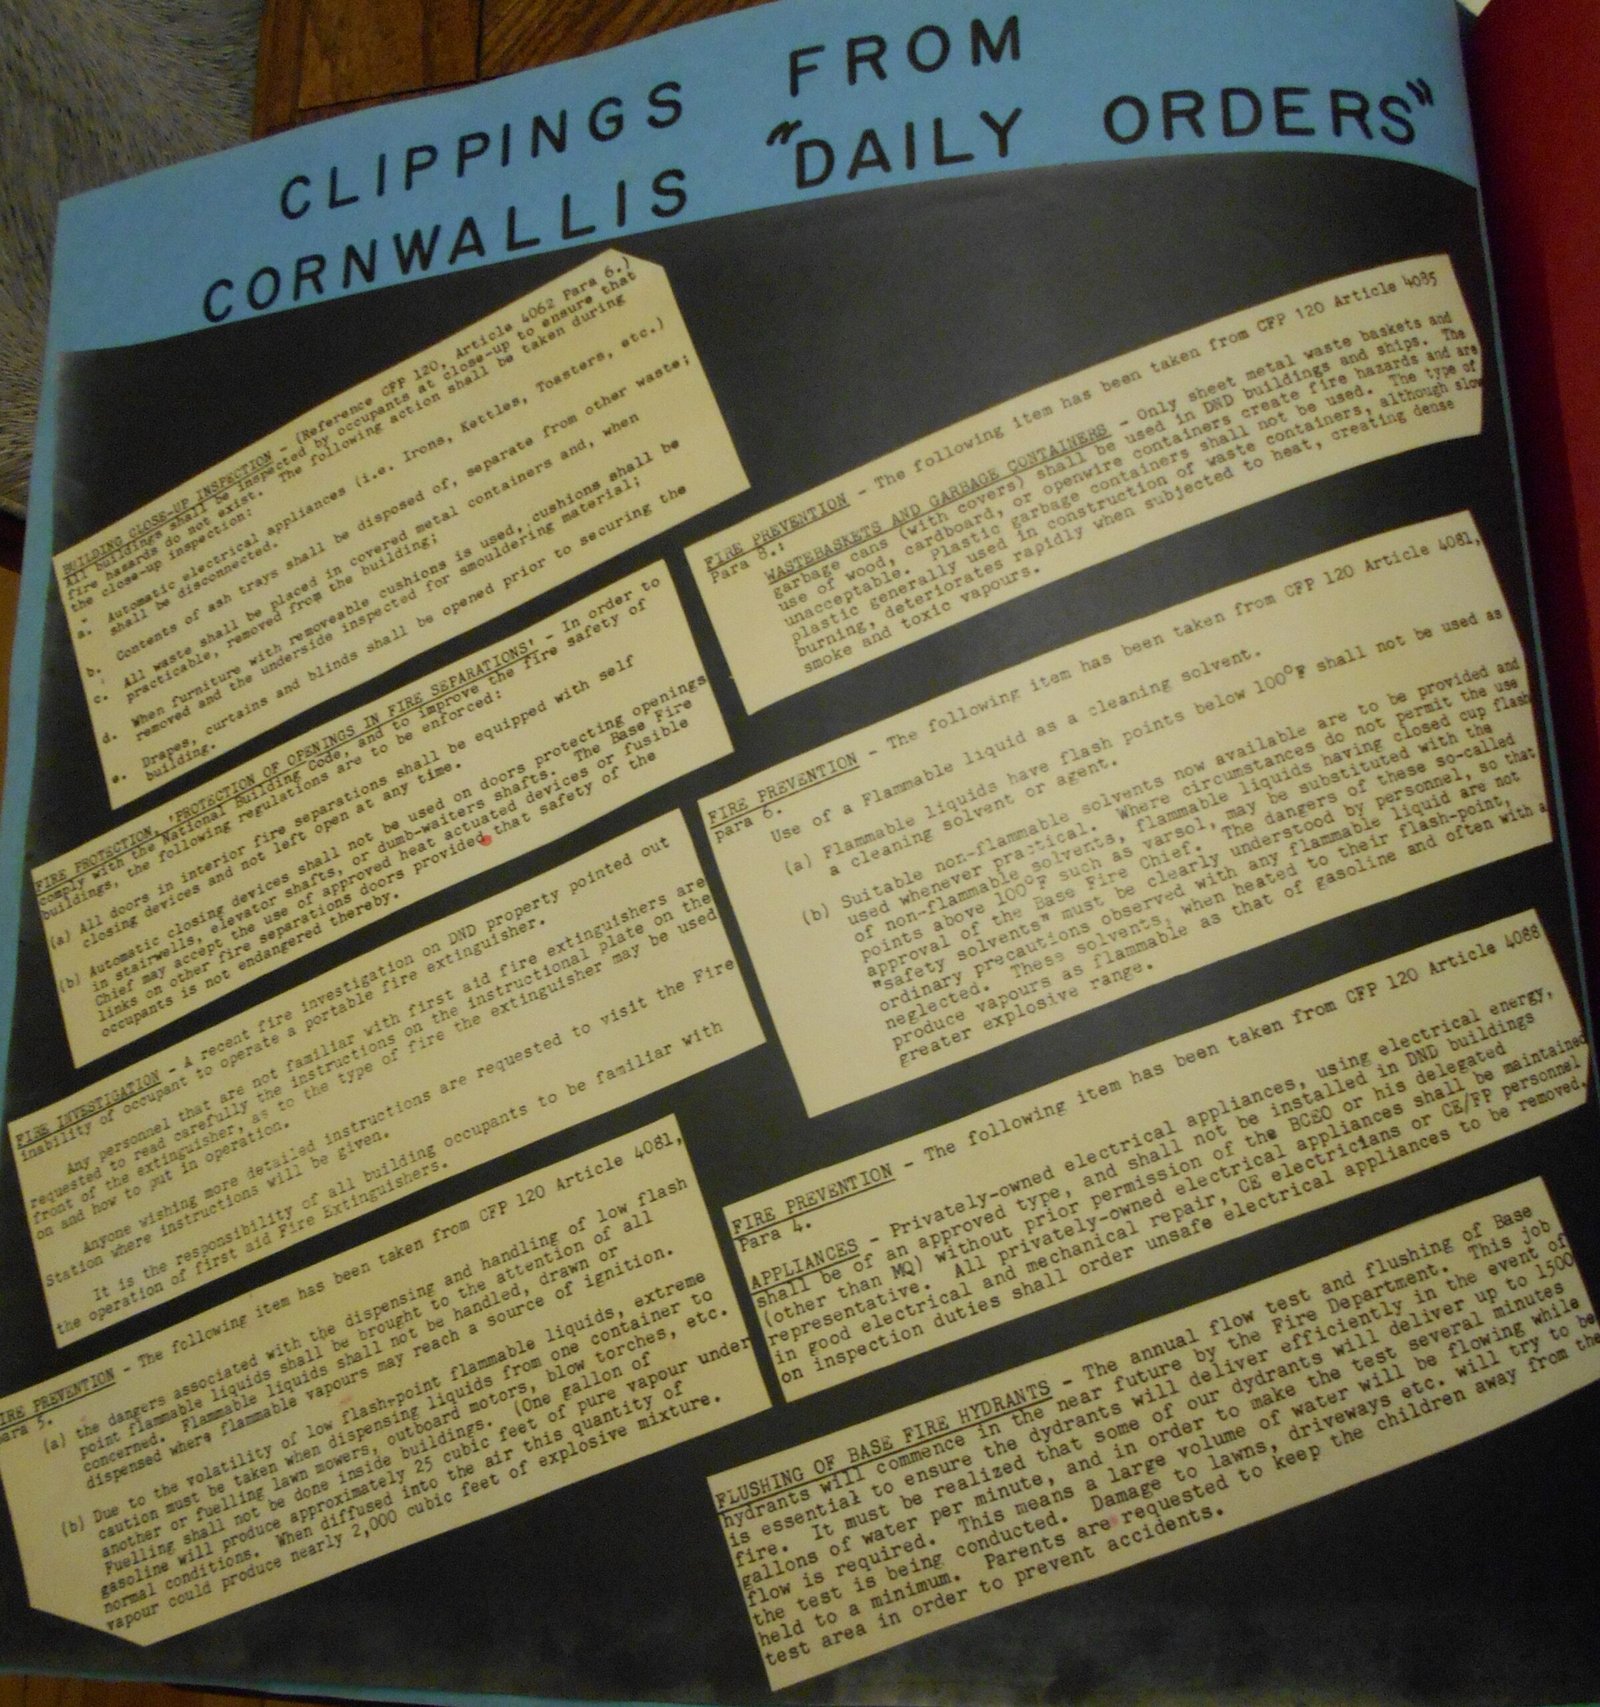 CLIPPINGS FROM
CORNWALLIS "DAILY ORDERS"
BUILDING CLOSE-UP INSPECTION - (Reference CFP 120, Article 4062 Para 6.)
All buildings shall be inspected by occupants at close-up to ensure that
fire hazards do not exist. The following action shall be taken during
the close-up inspection:
a. Automatic electrical appliances (i.e. Irons, Kettles, Toasters, etc.)
shall be disconnected.
b. Contents of ash trays shall be disposed of, separate from other waste;
c. All waste shall be placed in covered metal containers and, when
practicable, removed from the building;
d. When furniture with removeable cushions is used, cushions shall be
removed and the underside inspected for smouldering material;
e. Drapes, curtains and blinds shall be opened prior to securing the
building.
FIRE PROTECTION, 'PROTECTION OF OPENINGS IN FIRE SEPARATIONS' - In order to
comply with the National Building Code, and to improve the fire safety of
buildings, the following regulations are to be enforced:
(a) All doors in interior fire separations shall be equipped with self
closing devices and not left open at any time.
(b) Automatic closing devices shall not be used on doors protecting openings
in stairwells, elevator shafts, or dumb-waiters shafts. The Base Fire
Chief may accept the use of approved heat actuated devices or fusible
links on other fire separations doors provided that safety of the
occupants is not endangered thereby.
FIRE INVESTIGATION - A recent fire investigation on DND property pointed out
inability of occupant to operate a portable fire extinguisher.
Any personnel that are not familiar with first aid fire extinguishers are
requested to read carefully the instructions on the instructional plate on the
front of the extinguisher, as to the type of fire the extinguisher may be used
on and how to put in operation.
Anyone wishing more detailed instructions are requested to visit the Fire
Station where instructions will be given.
It is the responsibility of all building occupants to be familiar with
the operation of first aid Fire Extinguishers.
IRE PREVENTION - The following item has been taken from CFP 120 Article 4081,
ara 5.
(a) the dangers associated with the dispensing and handling of low flash
point flammable liquids shall be brought to the attention of all
concerned. Flammable liquids shall not be handled, drawn or
dispensed where flammable vapours may reach a source of ignition.
(b) Due to the volatility of low flash-point flammable liquids, extreme
caution must be taken when dispensing liquids from one container to
another or fuelling lawn mowers, outboard motors, blow torches, etc.
Fuelling shall not be done inside buildings. (One gallon of
gasoline will produce approximately 25 cubic feet of pure vapour under
normal conditions. When diffused into the air this quantity of
vapour could produce nearly 2,000 cubic feet of explosive mixture.
FIRE PREVENTION - The following item has been taken from CFP 120 Article 4085
Para 8.:
WASTEBASKETS AND GARBAGE CONTAINERS - Only sheet metal waste baskets and
garbage cans (with covers) shall be used in DND buildings and ships. The
use of wood, cardboard, or openwire containers create fire hazards and are
unacceptable. Plastic garbage containers shall not be used. The type of
plastic generally used in construction of waste containers, although slow
burning, deteriorates rapidly when subjected to heat, creating dense
smoke and toxic vapours.
FIRE PREVENTION - The following item has been taken from CFP 120 Article 4081,
para 6.
Use of a Flammable liquid as a cleaning solvent.
(a) Flammable liquids have flash points below 100°F shall not be used as
a cleaning solvent or agent.
(b) Suitable non-flammable solvents now available are to be provided and
used whenever practical. Where circumstances do not permit the use
of non-flammable solvents, flammable liquids having closed cup flash
points above 100°F such as varsol, may be substituted with the
approval of the Base Fire Chief. The dangers of these so-called
"safety solvents" must be clearly understood by personnel, so that
ordinary precautions observed with any flammable liquid are not
neglected. These solvents, when heated to their flash-point,
produce vapours as flammable as that of gasoline and often with a
greater explosive range.
FIRE PREVENTION - The following item has been taken from CFP 120 Article 4088
Para 4.
APPLIANCES - Privately-owned electrical appliances, using electrical energy,
shall be of an approved type, and shall not be installed in DND buildings
(other than MQ) without prior permission of the BCEO or his delegated
representative. All privately-owned electrical appliances shall be maintained
in good electrical and mechanical repair, CE electricians or CE/FP personnel
on inspection duties shall order unsafe electrical appliances to be removed.
FLUSHING OF BASE FIRE HYDRANTS - The annual flow test and flushing of Base
hydrants will commence in the near future by the Fire Department. This job
is essential to ensure the dydrants will deliver efficiently in the event of
fire. It must be realized that some of our dydrants will deliver up to 1500
gallons of water per minute, and in order to make the test several minutes
flow is required. This means a large volume of water will be flowing while
the test is being conducted. Damage to lawns, driveways etc. will try to be
held to a minimum. Parents are requested to keep the children away from the
test area in order to prevent accidents.